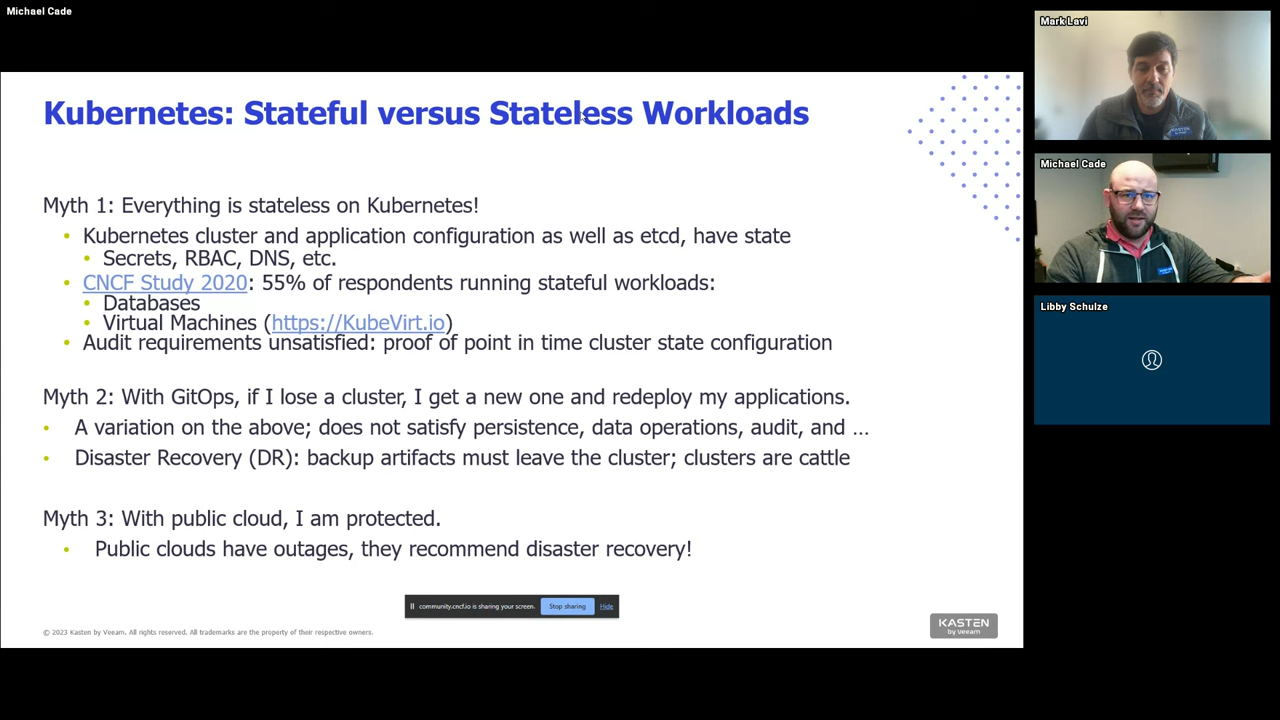 Michael Cade
Kubernetes: Stateful versus Stateless Workloads
Myth 1: Everything is stateless on Kubernetes!
• Kubernetes cluster and application configuration as well as etcd, have state
• Secrets, RBAC, DNS, etc.
• CNCF Study 2020: 55% of respondents running stateful workloads:
• Databases
• Virtual Machines (https://KubeVirt.io)
• Audit requirements unsatisfied: proof of point in time cluster state configuration
Myth 2: With GitOps, if I lose a cluster, I get a new one and redeploy my applications.
• A variation on the above; does not satisfy persistence, data operations, audit, and ...
• Disaster Recovery (DR): backup artifacts must leave the cluster; clusters are cattle
Myth 3: With public cloud, I am protected.
• Public clouds have outages, they recommend disaster recovery!
community.cncf.io is sharing your screen. Stop sharing Hide
© 2023 Kasten by Veeam. All rights reserved. All trademarks are the property of their respective owners.
KASTEN
by Veeam
Mark Lavi
KASTEN
Michael Cade
Libby Schulze